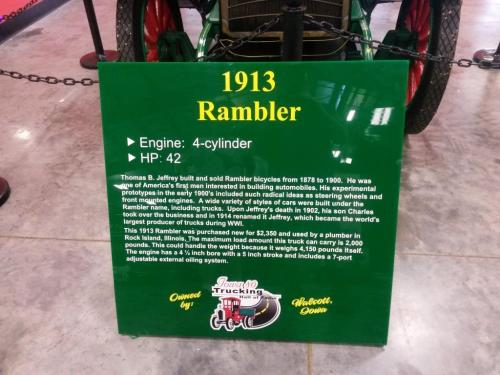 1913
Rambler
Engine: 4-cylinder
HP: 42
Thomas B. Jeffrey built and sold Rambler bicycles from 1878 to 1900. He was
one of America's first men interested in building automobiles. His experimental
prototypes in the early 1900's included such radical ideas as steering wheels and
front mounted engines. A wide variety of styles of cars were built under the
Rambler name, including trucks. Upon Jeffrey's death in 1902, his son Charles
took over the business and in 1914 renamed it Jeffrey, which became the world's
largest producer of trucks during WWI.
This 1913 Rambler was purchased new for $2,350 and used by a plumber in
Rock Island, Illinois. The maximum load amount this truck can carry is 2,000
pounds. This could handle the weight because it weighs 4,150 pounds itself.
The engine has a 4 ½ inch bore with a 5 inch stroke and includes a 7-port
adjustable external oiling system.
Owned
by:
Iowa 80
Trucking
Hall of Fame
Walcott,
Iowa